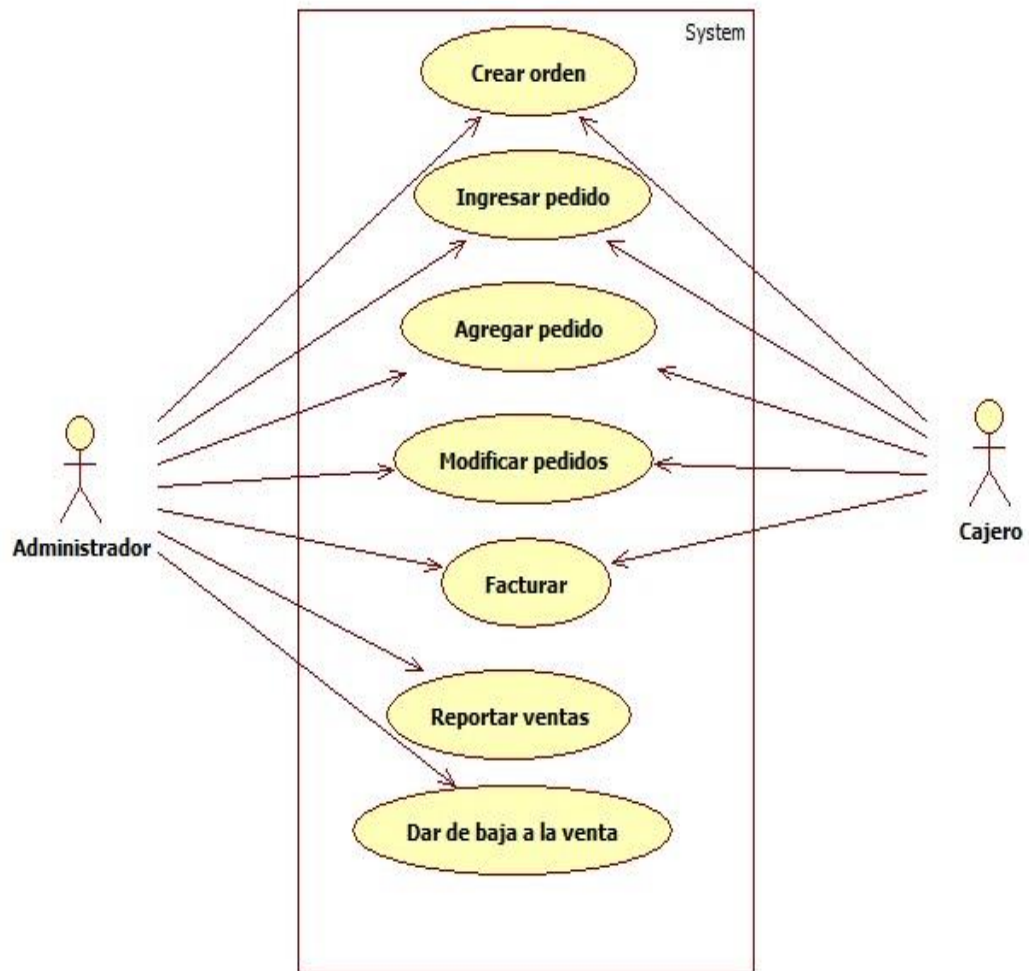 System
Crear orden
Ingresar pedido
Agregar pedido
Modificar pedidos
Administrador
Cajero
Facturar
Reportar ventas
Dar de baja a la venta